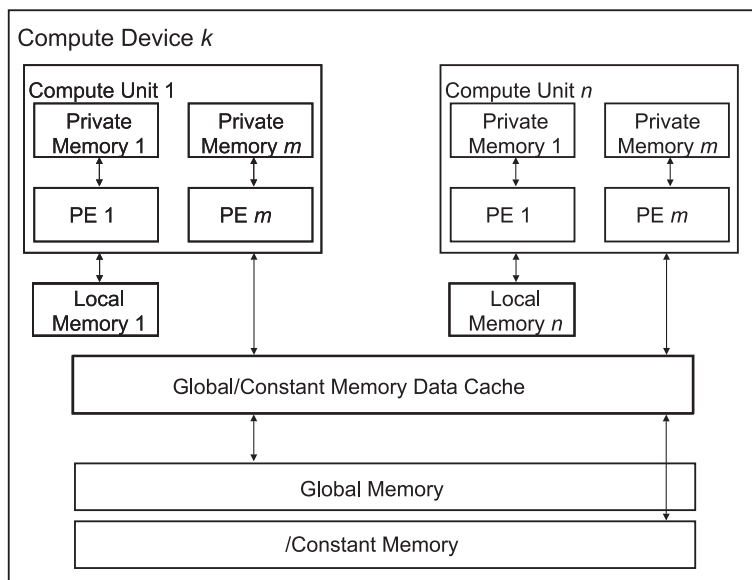 Compute Device k
Compute Unit 1
Private
Memory 1
Private
Memory m
PE 1
PE m
Local
Memory 1
Compute Unit n
Private
Memory 1
Private
Memory m
PE 1
PE m
Local
Memory n
Global/Constant Memory Data Cache
Global Memory
/Constant Memory